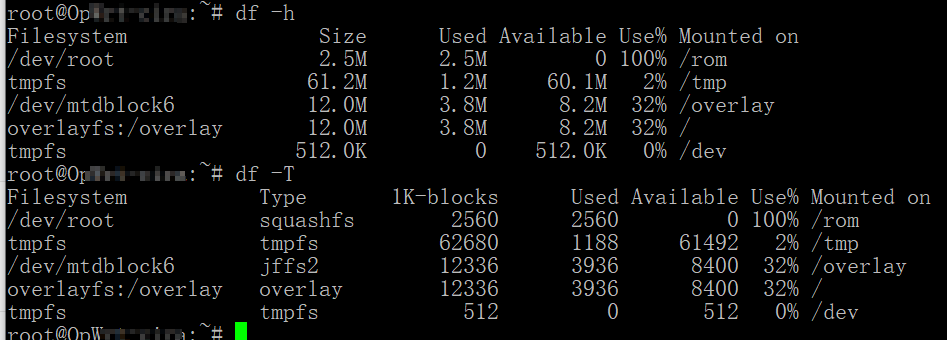 root@Op:~# df -h
Filesystem Size Used Available Use% Mounted on
/dev/root 2.5M 2.5M 0 100% /rom
tmpfs 61.2M 1.2M 60.1M 2% /tmp
/dev/mtdblock6 12.0M 3.8M 8.2M 32% /overlay
overlayfs:/overlay 12.0M 3.8M 8.2M 32% /
tmpfs 512.0K 0 512.0K 0% /dev
root@Op:~# df -T
Filesystem Type 1K-blocks Used Available Use% Mounted on
/dev/root squashfs 2560 2560 0 100% /rom
tmpfs tmpfs 62680 1188 61492 2% /tmp
/dev/mtdblock6 jffs2 12336 3936 8400 32% /overlay
overlayfs:/overlay overlay 12336 3936 8400 32% /
tmpfs tmpfs 512 0 512 0% /dev
root@Op:~#